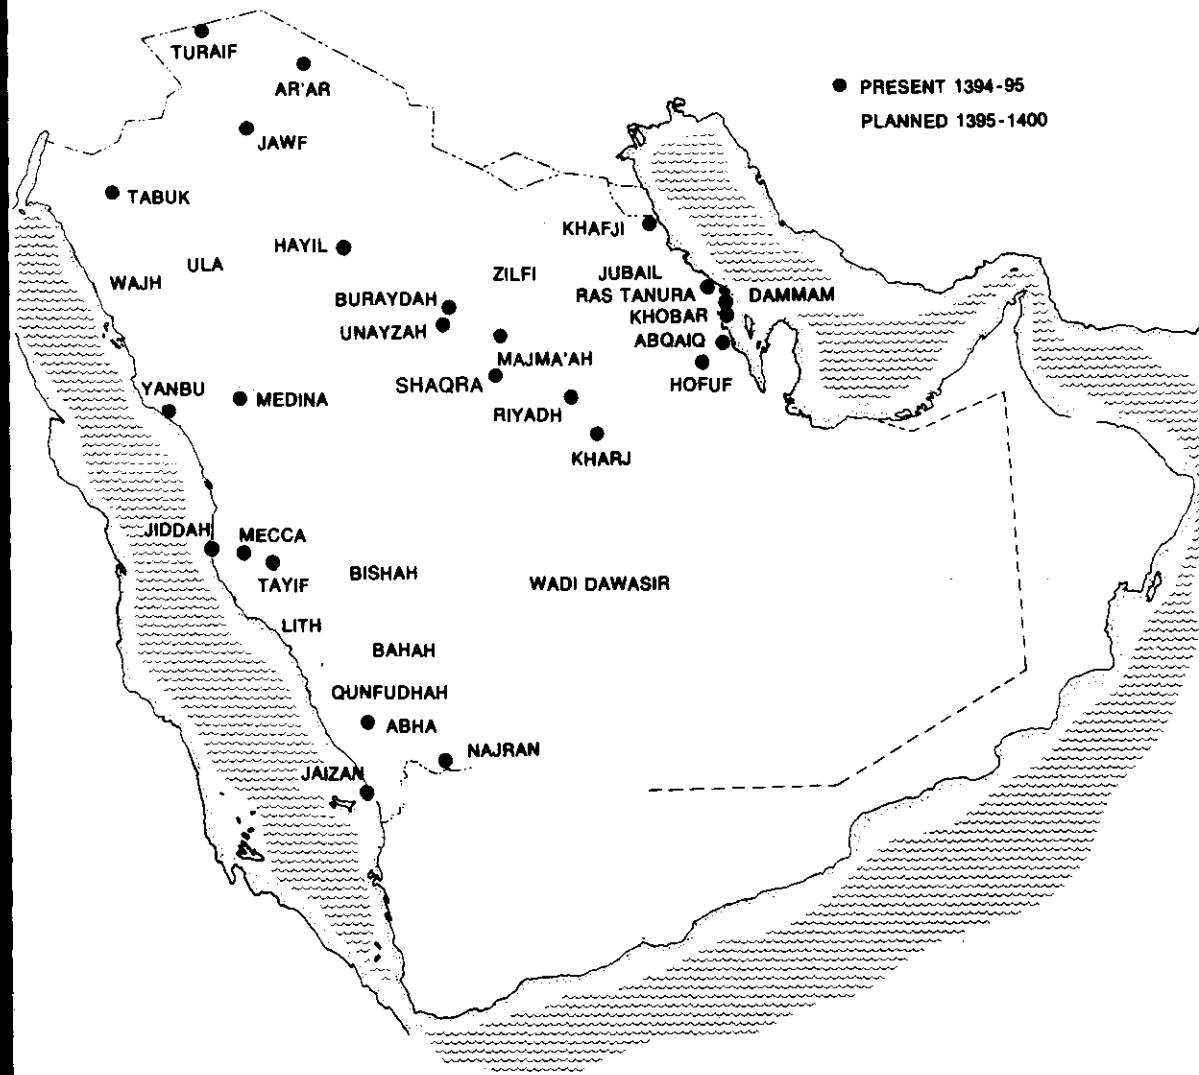 TURAIF
AR'AR
● PRESENT 1394-95
PLANNED 1395-1400
JAWF
TABUK
KHAFJI
HAYIL
ULA
WAJH
ZILFI
JUBAIL
RAS TANURA
DAMMAM
BURAYDAH
KHOBAR
UNAYZAH
ABQAIQ
MAJMA'AH
SHAQRA
HOFUF
YANBU
MEDINA
RIYADH
KHARJ
JIDDAH
MECCA
TAYIF
BISHAH
WADI DAWASIR
LITH
BAHAH
QUNFUDHAH
ABHA
NAJRAN
JAIZAN